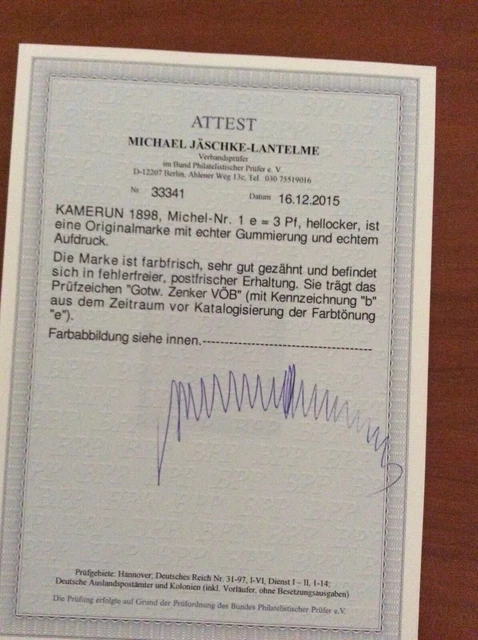 ATTEST
MICHAEL JÄSCHKE-LANTELME
Verbandsprüfer
im Bund Philatelistischer Prüfer e. V.
D-12207 Berlin, Ahlener Weg 13c, Tel. 030 75519016
Nr. 33341 Datum 16.12.2015
KAMERUN 1898, Michel-Nr. 1 e = 3 Pf, hellocker, ist
eine Originalmarke mit echter Gummierung und echtem
Aufdruck.
Die Marke ist farbfrisch, sehr gut gezähnt und befindet
sich in fehlerfreier, postfrischer Erhaltung. Sie trägt das
Prüfzeichen "Gotw. Zenker VÖB" (mit Kennzeichnung "b"
aus dem Zeitraum vor Katalogisierung der Farbtönung
"e").
Farbabbildung siehe innen.--------------------------------
Prüfgebiete: Hannover; Deutsches Reich Nr. 31-97, I-VI, Dienst I – II, 1-14;
Deutsche Auslandspostämter und Kolonien (inkl. Vorläufer, ohne Besetzungsausgaben)
Die Prüfung erfolgte auf Grund der Prüfordnung des Bundes Philatelistischer Prüfer e.V.